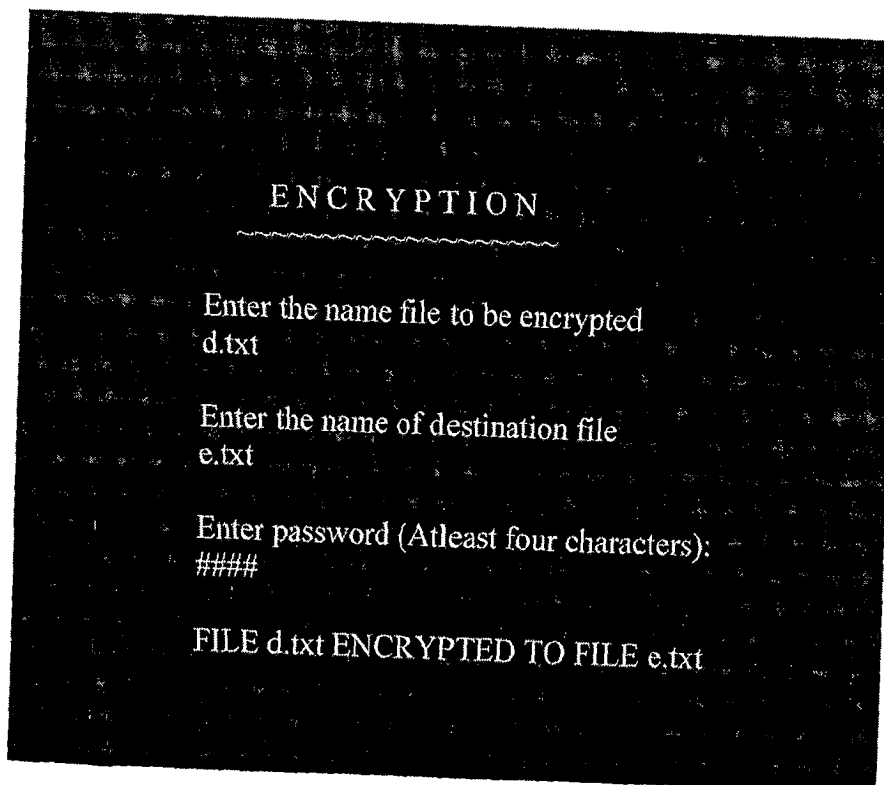 ENCRYPTION
~~~~~~~~~~~~~~~~~~~~
Enter the name file to be encrypted
d.txt
Enter the name of destination file
e.txt
Enter password (Atleast four characters):
####
FILE d.txt ENCRYPTED TO FILE e.txt